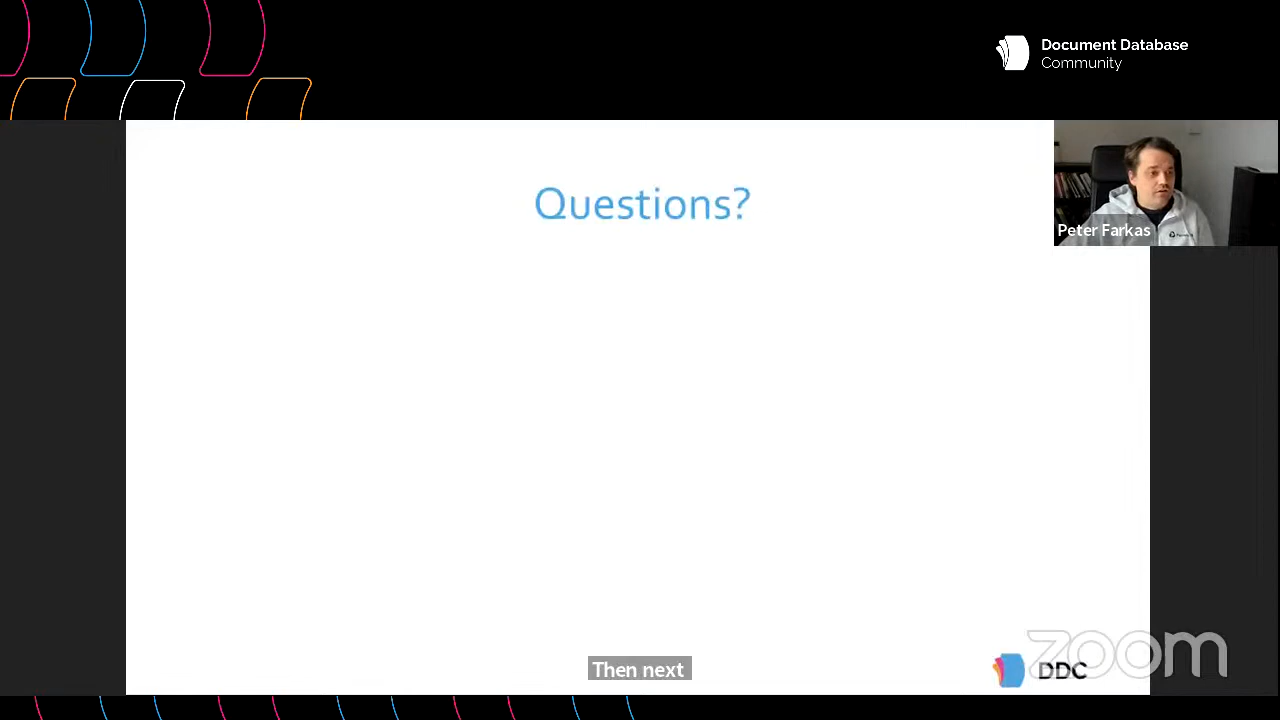 Document Database
Community
Questions?
Peter Farkas
Then next
DDC
zoom